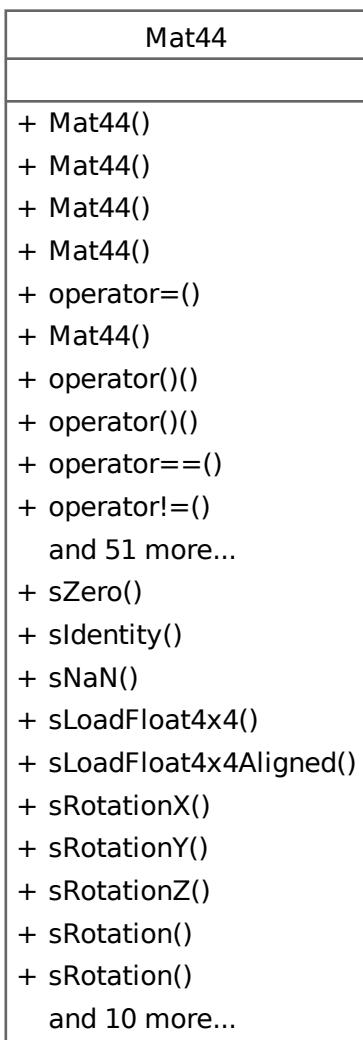 Mat44
+ Mat44()
+ Mat44()
+ Mat44()
+ Mat44()
+ operator=()
+ Mat44()
+ operator()()
+ operator()()
+ operator==()
+ operator!=()
and 51 more...
+ sZero()
+ sIdentity()
+ sNaN()
+ sLoadFloat4x4()
+ sLoadFloat4x4Aligned()
+ sRotationX()
+ sRotationY()
+ sRotationZ()
+ sRotation()
+ sRotation()
and 10 more...